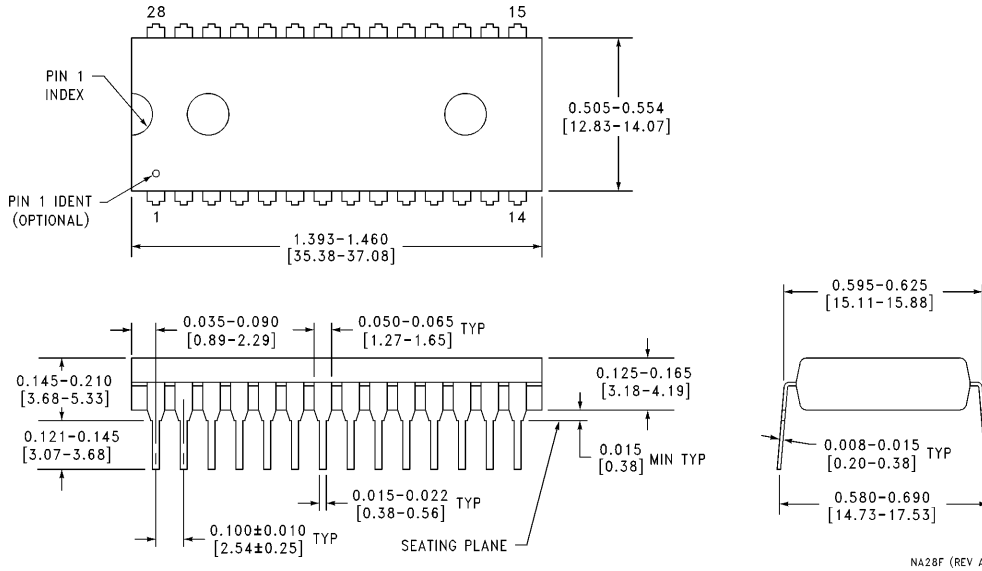 28
15
PIN 1
INDEX
0.505-0.554
[12.83-14.07]
PIN 1 IDENT
(OPTIONAL)
1
14
1.393-1.460
[35.38-37.08]
0.595-0.625
[15.11-15.88]
0.035-0.090
[0.89-2.29]
0.050-0.065 TYP
[1.27-1.65]
0.145-0.210
[3.68-5.33]
0.125-0.165
[3.18-4.19]
0.121-0.145
[3.07-3.68]
0.015 MIN TYP
[0.38]
0.008-0.015 TYP
[0.20-0.38]
0.015-0.022 TYP
[0.38-0.56]
0.580-0.690
[14.73-17.53]
0.100±0.010 TYP
[2.54±0.25]
SEATING PLANE
NA28F (REV A